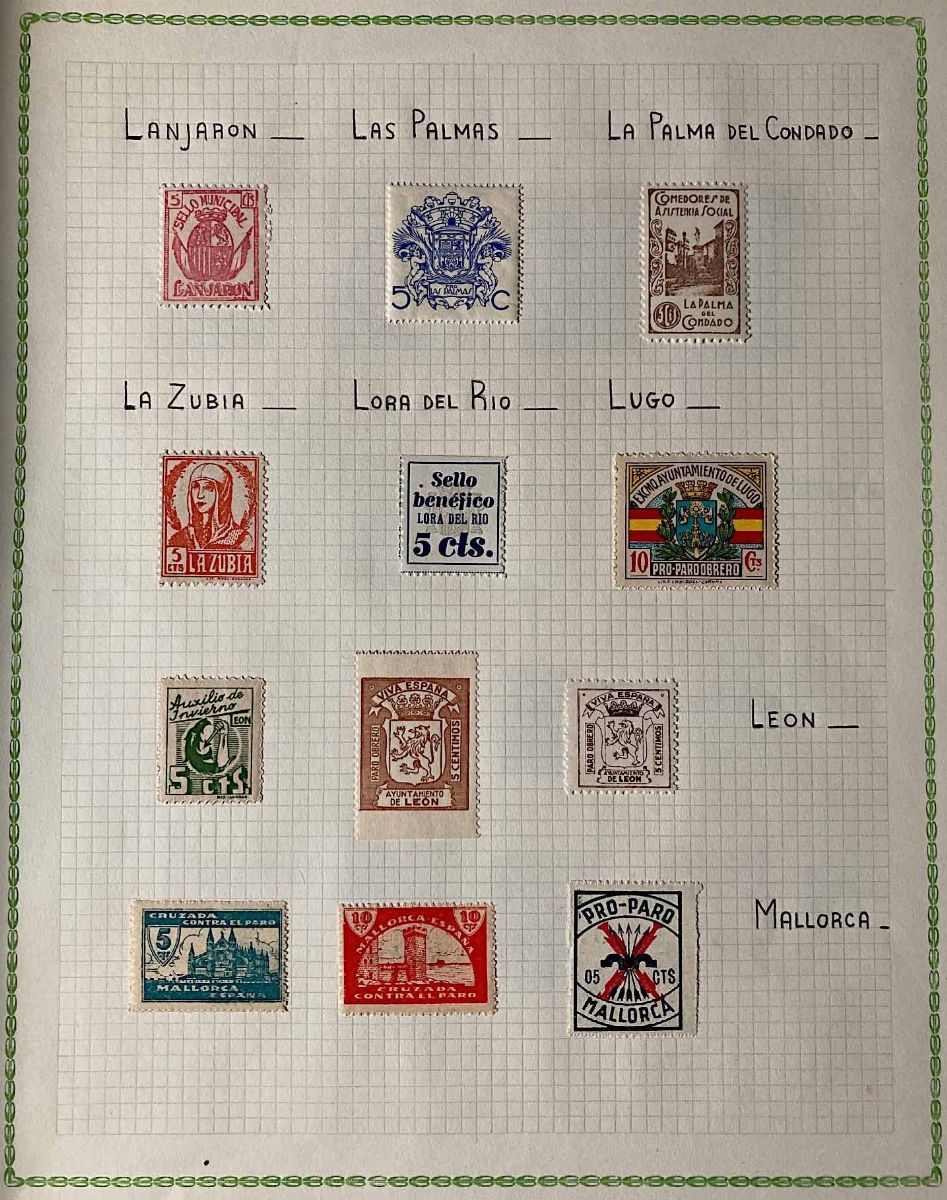 LANJARON _
LAS PALMAS _
LA PALMA DEL CONDADO _
5 CTS
SELLO MUNICIPAL
LANJARON
PRO
LAS PALMAS
5 C
COMEDORES DE
ASISTENCIA SOCIAL
10
LA PALMA
DEL
CONDADO
LA ZUBIA _
LORA DEL RIO _
LUGO _
5
CTS
LA ZUBIA
Sello
benéfico
LORA DEL RIO
5 cts.
EXCMO AYUNTAMIENTO DE LUGO
10 CTS.
PRO-PARO OBRERO
Auxilio de
Invierno
LEON
5 CTS
VIVA ESPAÑA
PARO OBRERO
5 CENTIMOS
AYUNTAMIENTO
DE LEÓN
VIVA ESPAÑA
PARO OBRERO
5 CENTIMOS
AYUNTAMIENTO
DE LEÓN
LEON _
CRUZADA
CONTRA EL PARO
5
MALLORCA
ESPAÑA
10 10
MALLORCA-ESPAÑA
CRUZADA
CONTRA EL PARO
PRO-PARO
05 CTS
MALLORCA
MALLORCA _